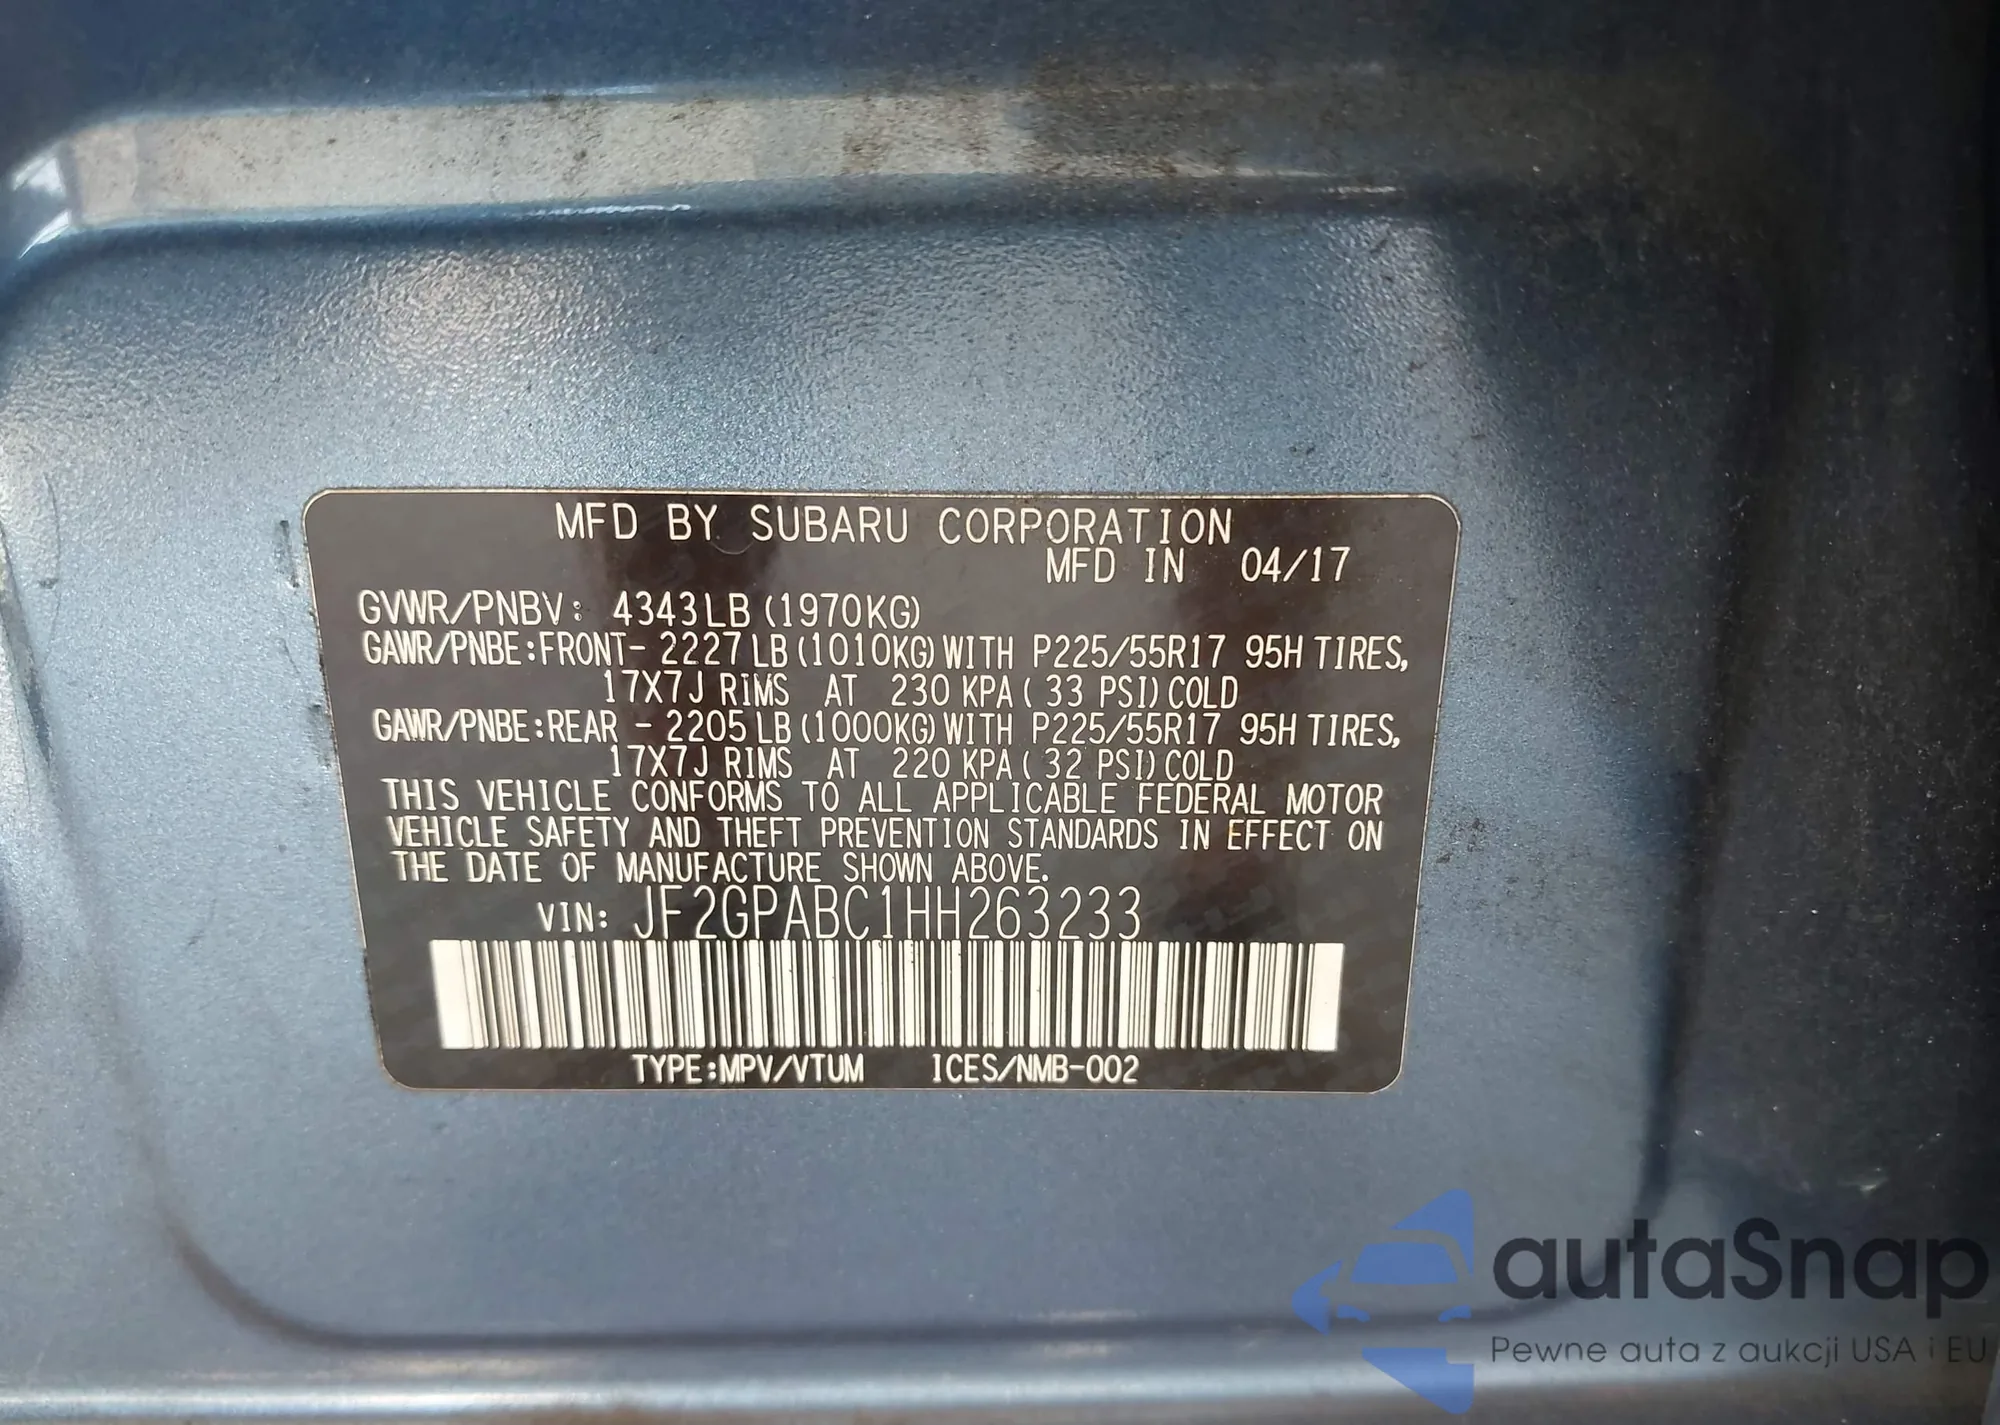 MFD BY SUBARU CORPORATION
MFD IN 04/17
GVWR/PNBV: 4343LB (1970KG)
GAWR/PNBE:FRONT- 2227 LB (1010KG) WITH P225/55R17 95H TIRES,
17X7J RIMS AT 230 KPA ( 33 PSI) COLD
GAWR/PNBE:REAR - 2205 LB (1000KG) WITH P225/55R17 95H TIRES,
17X7J RIMS AT 220 KPA ( 32 PSI) COLD
THIS VEHICLE CONFORMS TO ALL APPLICABLE FEDERAL MOTOR
VEHICLE SAFETY AND THEFT PREVENTION STANDARDS IN EFFECT ON
THE DATE OF MANUFACTURE SHOWN ABOVE.
VIN: JF2GPABC1HH263233
TYPE:MPV/VTUM ICES/NMB-002
autaSnap
Pewne auta z aukcji USA i EU